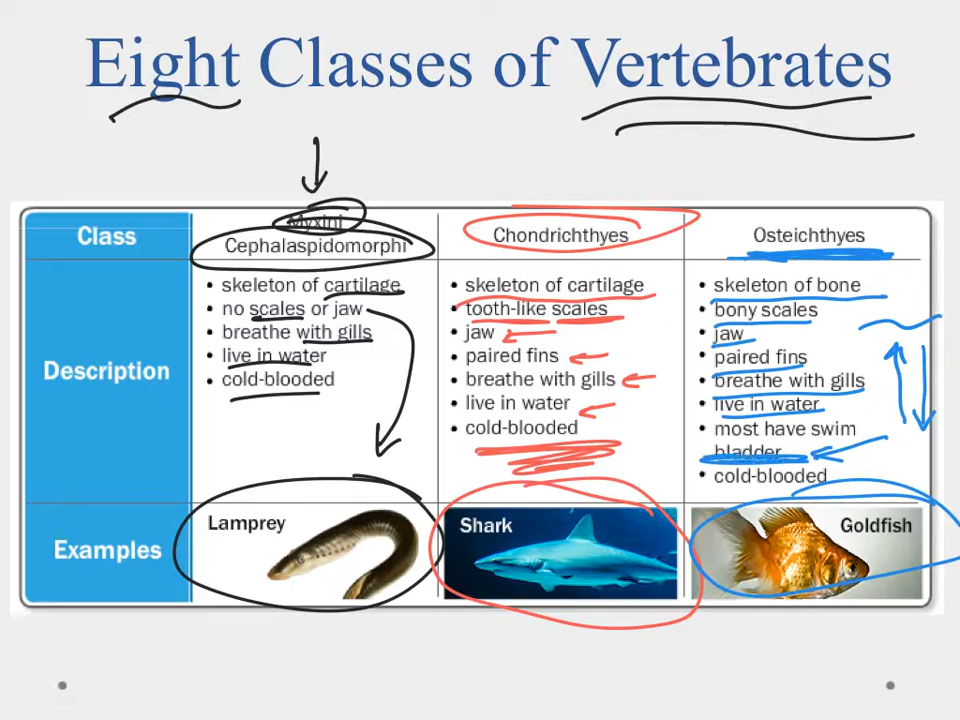 Eight Classes of Vertebrates
Class
Myxini
Cephalaspidomorphi
Chondrichthyes
Osteichthyes
Description
• skeleton of cartilage
• no scales or jaw
• breathe with gills
• live in water
• cold-blooded
• skeleton of cartilage
• tooth-like scales
• jaw
• paired fins
• breathe with gills
• live in water
• cold-blooded
• skeleton of bone
• bony scales
• jaw
• paired fins
• breathe with gills
• live in water
• most have swim
bladder
• cold-blooded
Examples
Lamprey
Shark
Goldfish